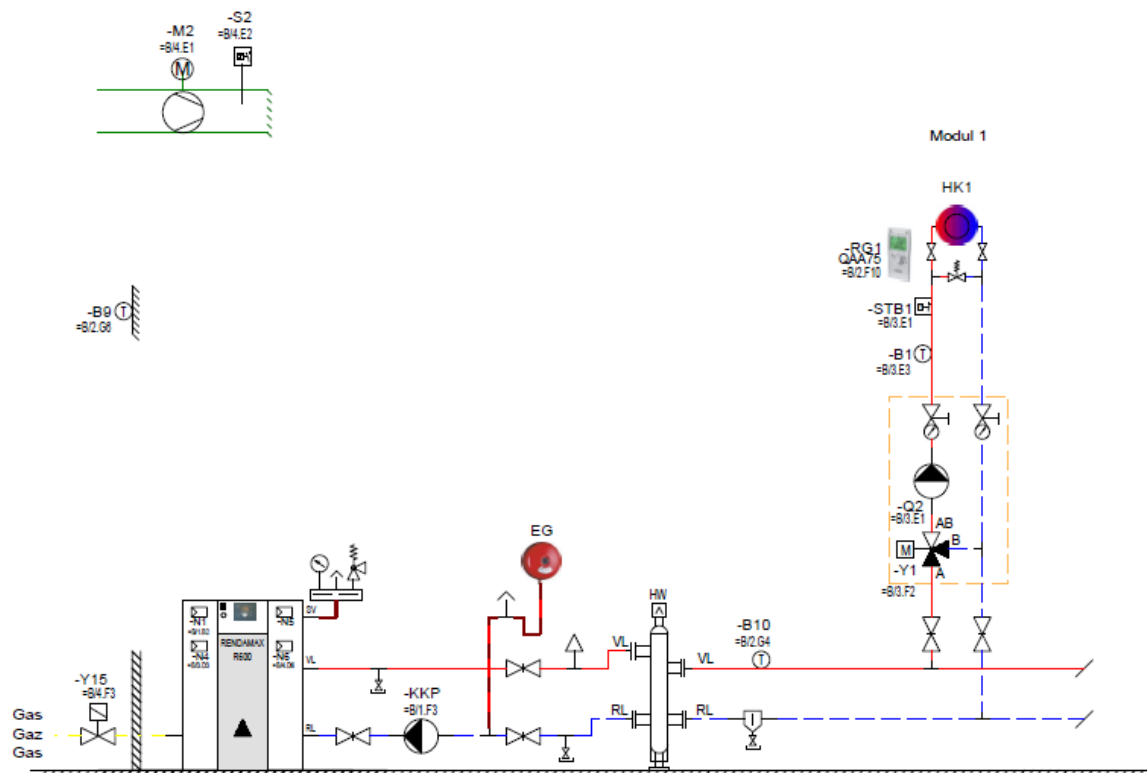 -S2
=B/4.E2
-M2
=B/4.E1
M
Modul 1
HK1
-RG1
QAA75
=B/2.F10
-B9
T
=B/2.G6
-STB1
=B/3.E1
-B1
T
=B/3.E3
-Q2
=B/3.E1
AB
B
M
-Y1
A
=B/3.F2
EG
HW
SV
-N1
-N5
RENDAMAX
R600
-N4
-N6
VL
VL
VL
-B10
=B/2.G4
T
-Y15
=B/4.F3
-KKP
=B/1.F3
RL
RL
RL
Gas
Gaz
Gas